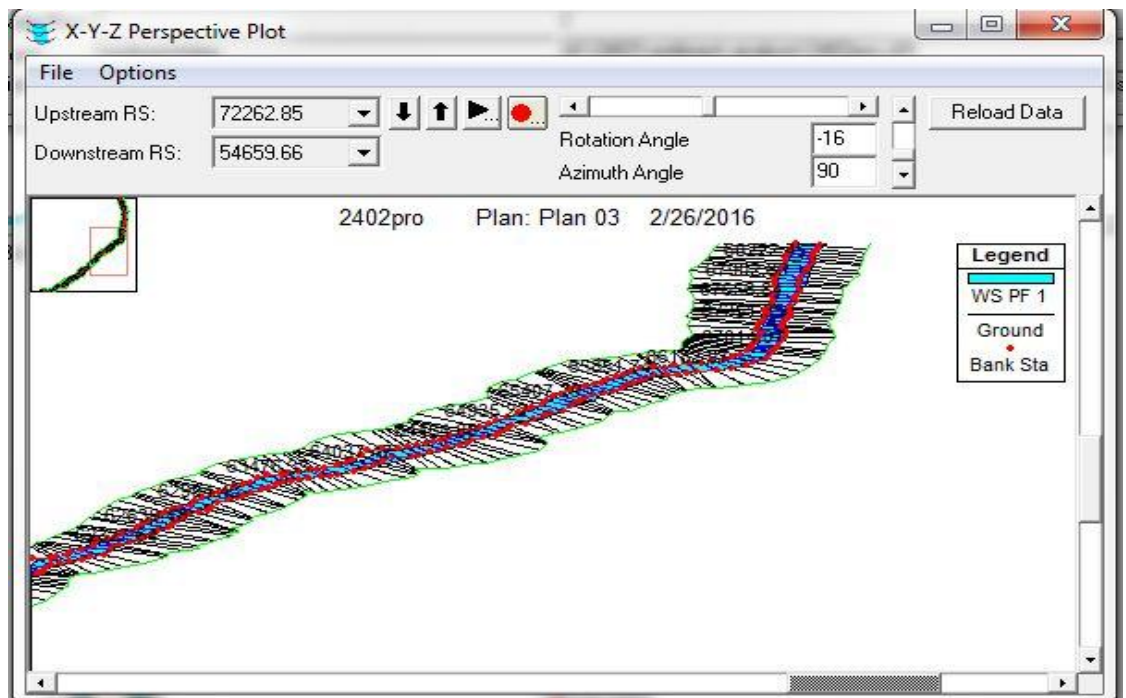 X-Y-Z Perspective Plot
File Options
Upstream RS: 72262.85
Downstream RS: 54659.66
Rotation Angle -16
Azimuth Angle 90
Reload Data
2402pro Plan: Plan 03 2/26/2016
Legend
WS PF 1
Ground
Bank Sta